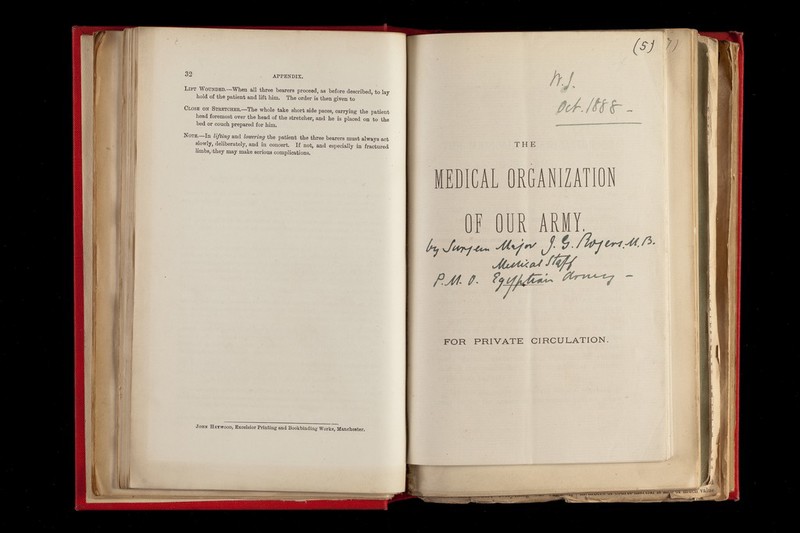 32 APPENDIX.
LIFT WOUNDED.—When all three bearers proceed, as before described, to lay
hold of the patient and lift him. The order is then given to
CLOSE ON STRETCHER.—The whole take short side paces, carrying the patient
head foremost over the head of the stretcher, and he is placed on to the
bed or couch prepared for him.
NOTE.—In lifting and lowering the patient the three bearers must always act
slowly, deliberately, and in concert. If not, and especially in fractured
limbs, they may make serious complications.
JOHN HEYWOOD, Excelsior Printing and Bookbinding Works, Manchester.
(5)
Oct. 1888 -
THE
MEDICAL ORGANIZATION
OF OUR ARMY.
by Surgeon Major J. G. Rogers. M.B.
Medical Staff
P.M.O. Egyptian Army -
FOR PRIVATE CIRCULATION.